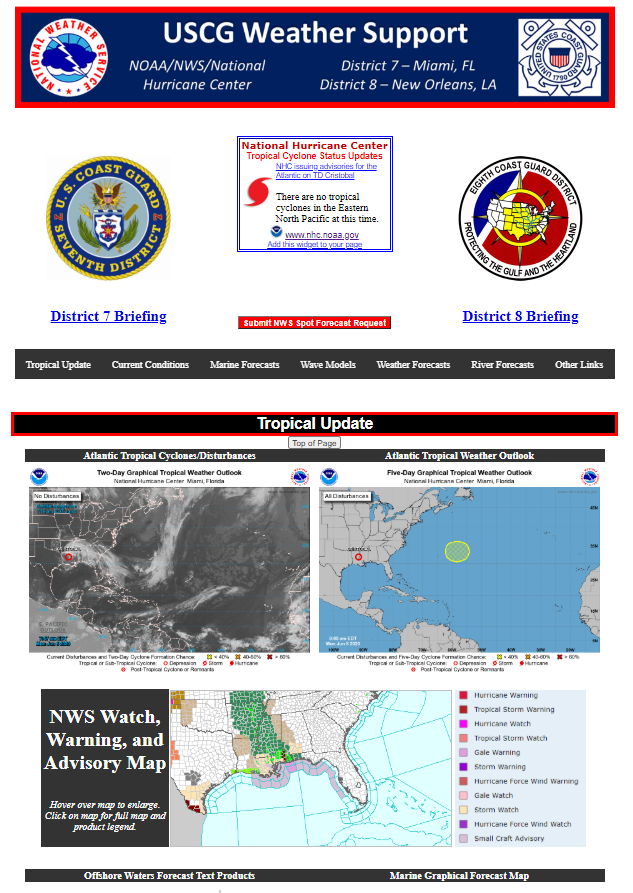 USCG Weather Support
NOAA/NWS/National
Hurricane Center
District 7 – Miami, FL
District 8 – New Orleans, LA
NATIONAL WEATHER SERVICE
UNITED STATES COAST GUARD
1790
U.S. COAST GUARD
SEVENTH DISTRICT
National Hurricane Center
Tropical Cyclone Status Updates
NHC issuing advisories for the
Atlantic on TD Cristobal
There are no tropical
cyclones in the Eastern
North Pacific at this time.
www.nhc.noaa.gov
Add this widget to your page
EIGHTH COAST GUARD DISTRICT
PROTECTING THE GULF AND THE HEARTLAND
District 7 Briefing
Submit NWS Spot Forecast Request
District 8 Briefing
Tropical Update
Current Conditions
Marine Forecasts
Wave Models
Weather Forecasts
River Forecasts
Other Links
Tropical Update
Top of Page
Atlantic Tropical Cyclones/Disturbances
Atlantic Tropical Weather Outlook
Two-Day Graphical Tropical Weather Outlook
National Hurricane Center Miami, Florida
No Disturbances
Current Disturbances and Two-Day Cyclone Formation Chance: < 40% 40-60% > 60%
Tropical or Sub-Tropical Cyclone: Depression Storm Hurricane
Post-Tropical Cyclone or Remnants
Five-Day Graphical Tropical Weather Outlook
National Hurricane Center Miami, Florida
All Disturbances
Current Disturbances and Five-Day Cyclone Formation Chance: < 40% 40-60% > 60%
Tropical or Sub-Tropical Cyclone: Depression Storm Hurricane
Post-Tropical Cyclone or Remnants
NWS Watch,
Warning, and
Advisory Map
Hover over map to enlarge.
Click on map for full map and
product legend.
Hurricane Warning
Tropical Storm Warning
Hurricane Watch
Tropical Storm Watch
Gale Warning
Storm Warning
Hurricane Force Wind Warning
Gale Watch
Storm Watch
Hurricane Force Wind Watch
Small Craft Advisory
Offshore Waters Forecast Text Products
Marine Graphical Forecast Map